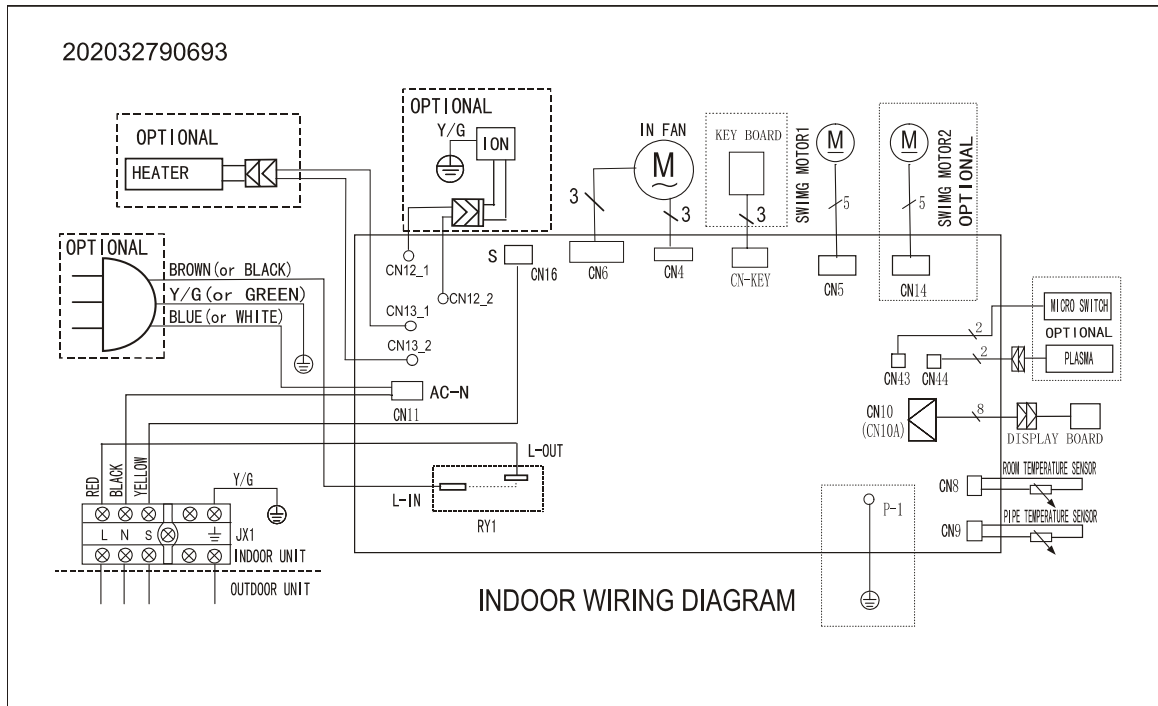 202032790693
OPTIONAL
HEATER
OPTIONAL
Y/G
ION
IN FAN
M
3
3
KEY BOARD
3
SWIMG MOTOR1
M
5
SWIMG MOTOR2
OPTIONAL
M
5
OPTIONAL
BROWN(or BLACK)
Y/G(or GREEN)
BLUE(or WHITE)
CN12_1
CN12_2
S
CN16
CN6
CN4
CN-KEY
CN5
CN14
CN13_1
CN13_2
AC-N
CN11
MICRO SWITCH
OPTIONAL
PLASMA
2
2
CN43
CN44
CN10
(CN10A)
8
DISPLAY BOARD
RED
BLACK
YELLOW
Y/G
L-OUT
L-IN
RY1
CN8
ROOM TEMPERATURE SENSOR
CN9
PIPE TEMPERATURE SENSOR
P-1
L N S
JX1
INDOOR UNIT
OUTDOOR UNIT
INDOOR WIRING DIAGRAM